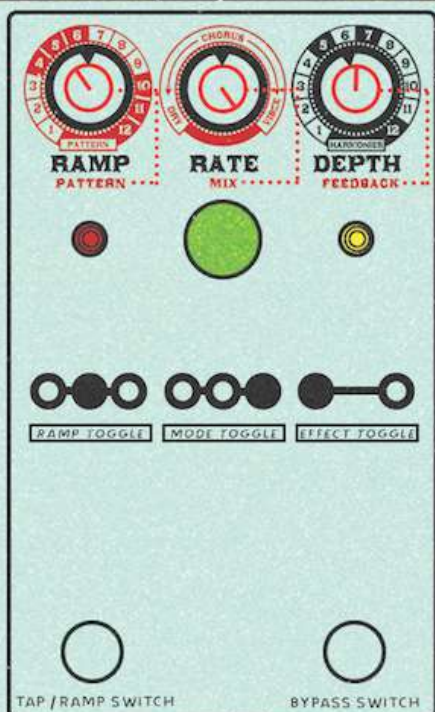 1 2 3 4 5 6 7 8 9 10 11 12
PATTERN
DRY CHORUS VIBCE
1 2 3 4 5 6 7 8 9 10 11 12
HARMONIES
RAMP RATE DEPTH
PATTERN MIX FEEDBACK
RAMP TOGGLE MODE TOGGLE EFFECT TOGGLE
TAP / RAMP SWITCH BYPASS SWITCH